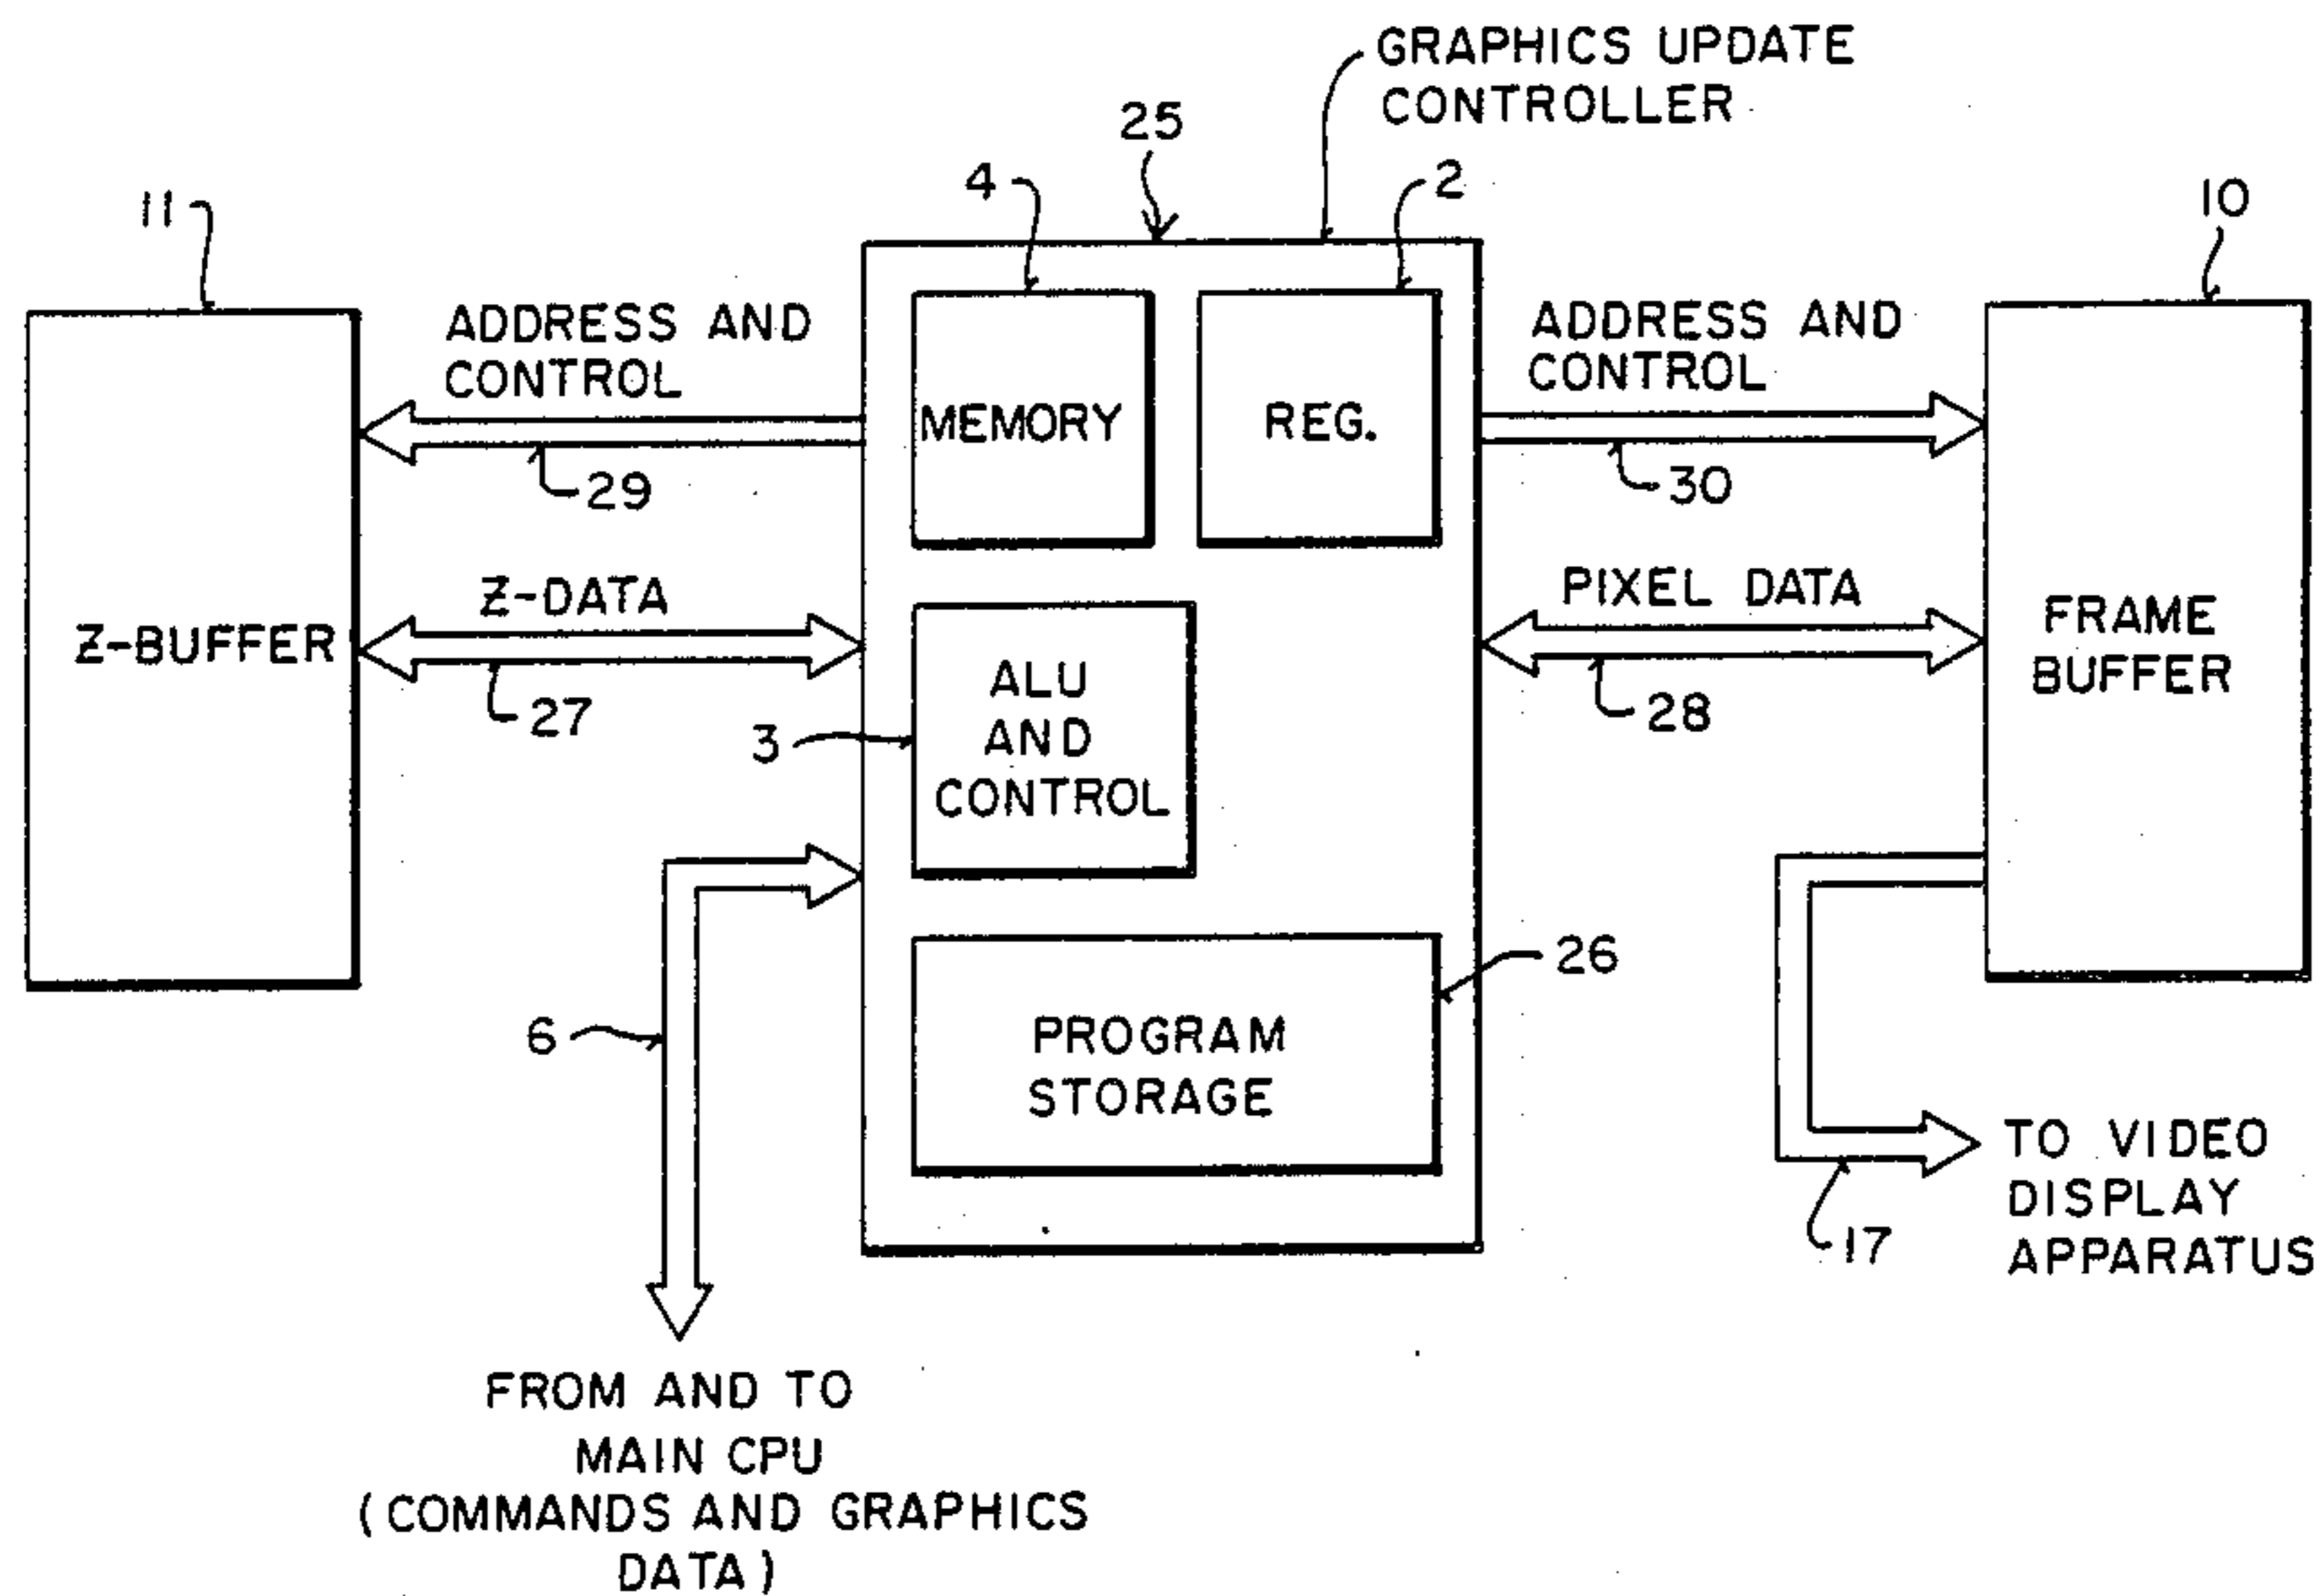 GRAPHICS UPDATE
CONTROLLER
25
4
2
11
10
ADDRESS AND
CONTROL
29
MEMORY
REG.
ADDRESS AND
CONTROL
30
Z-BUFFER
Z-DATA
27
3
ALU
AND
CONTROL
PIXEL DATA
28
FRAME
BUFFER
26
PROGRAM
STORAGE
6
17
TO VIDEO
DISPLAY
APPARATUS
FROM AND TO
MAIN CPU
(COMMANDS AND GRAPHICS
DATA)